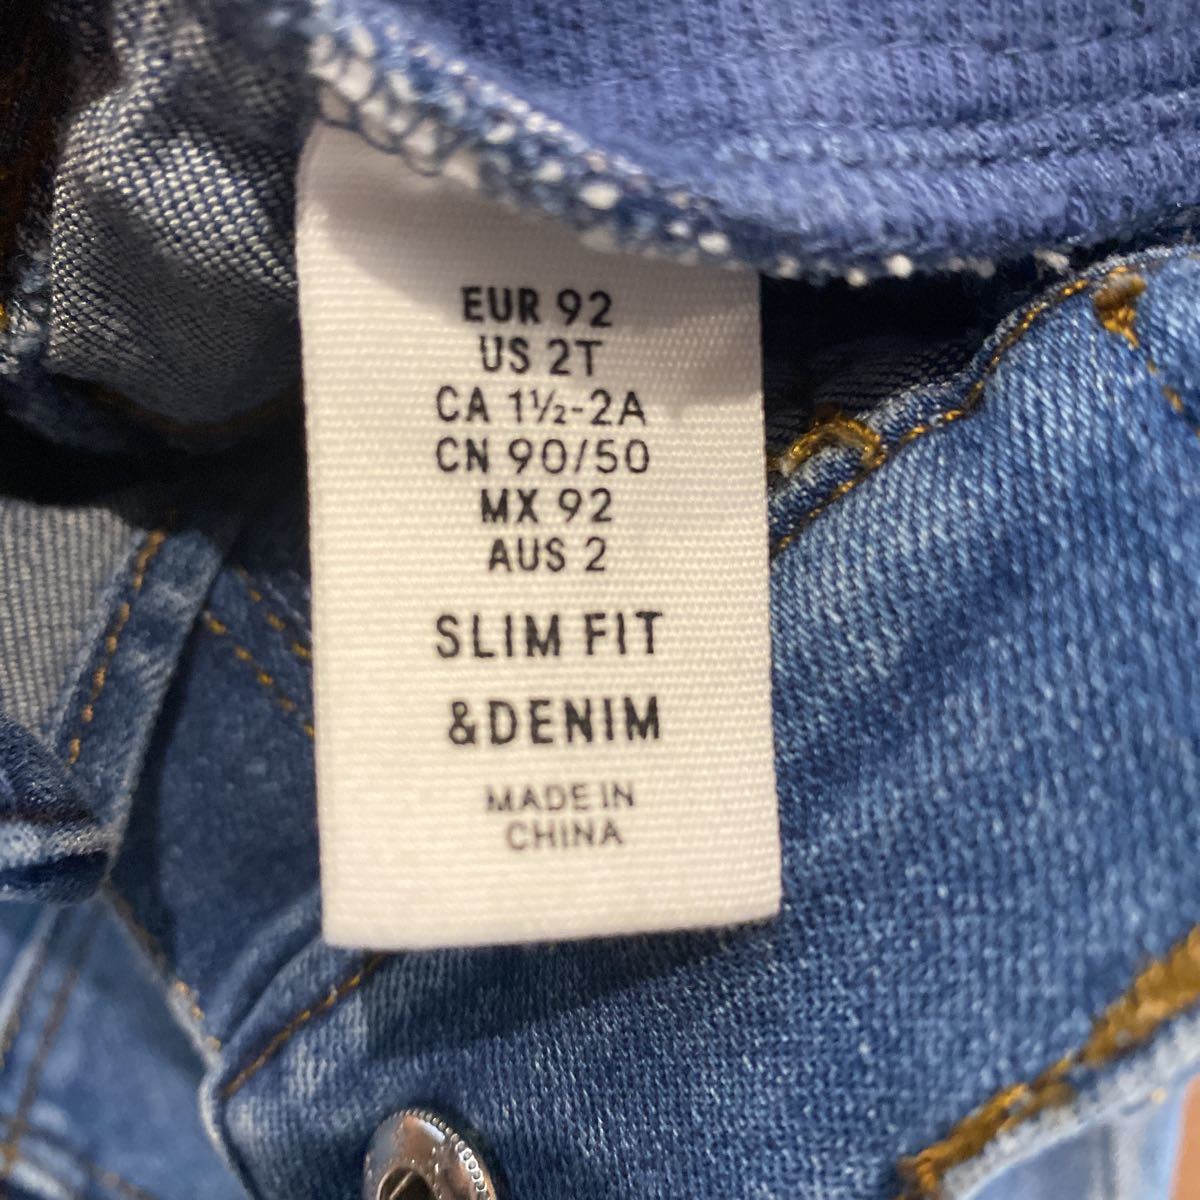 EUR 92
US 2T
CA 1½-2A
CN 90/50
MX 92
AUS 2
SLIM FIT
&DENIM
MADE IN
CHINA